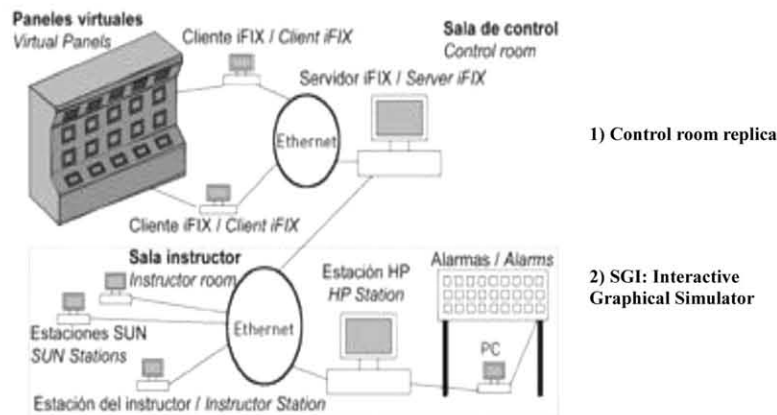 Paneles virtuales
Virtual Panels
Cliente iFIX / Client iFIX
Sala de control
Control room
Servidor iFIX / Server iFIX
Ethernet
1) Control room replica
Cliente iFIX / Client iFIX
Sala instructor
Instructor room
Estación HP
HP Station
Alarmas / Alarms
2) SGI: Interactive
Graphical Simulator
Ethernet
Estaciones SUN
SUN Stations
PC
Estación del instructor / Instructor Station